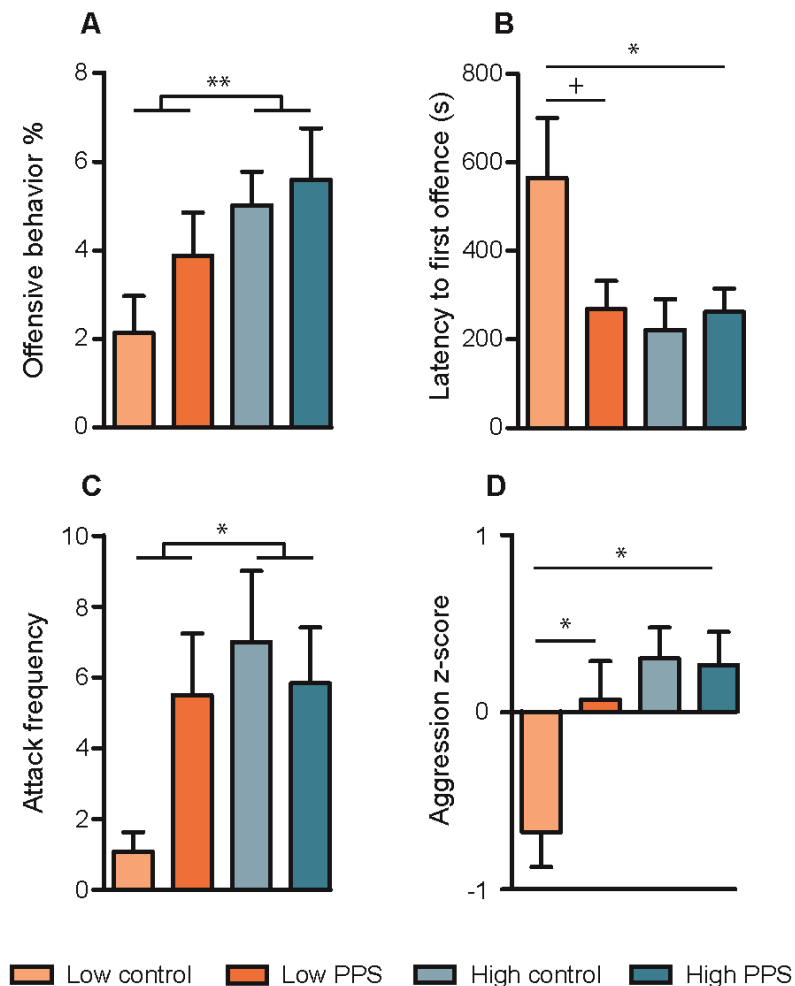 A
8
6
4
2
0
Offensive behavior %
**
B
800
600
400
200
0
Latency to first offence (s)
*
+
C
10
8
6
4
2
0
Attack frequency
*
D
1
0
-1
Aggression z-score
*
*
Low control Low PPS High control High PPS